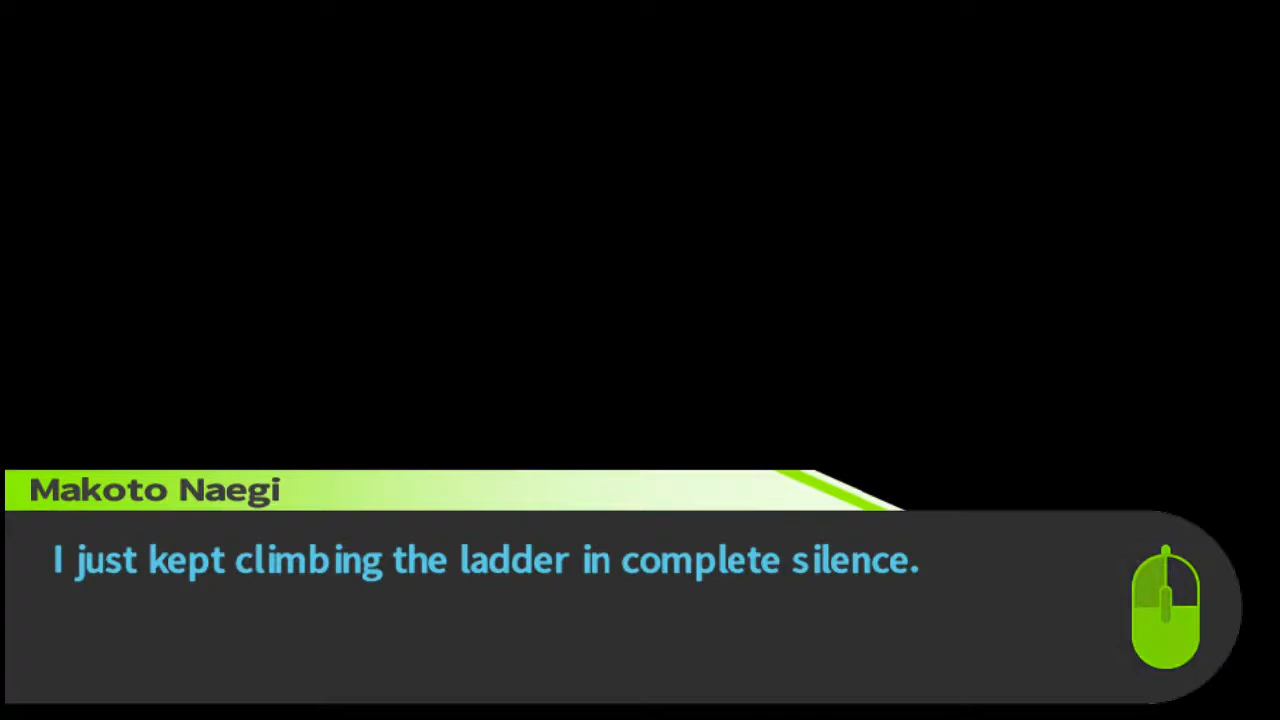 Makoto Naegi
I just kept climbing the ladder in complete silence.